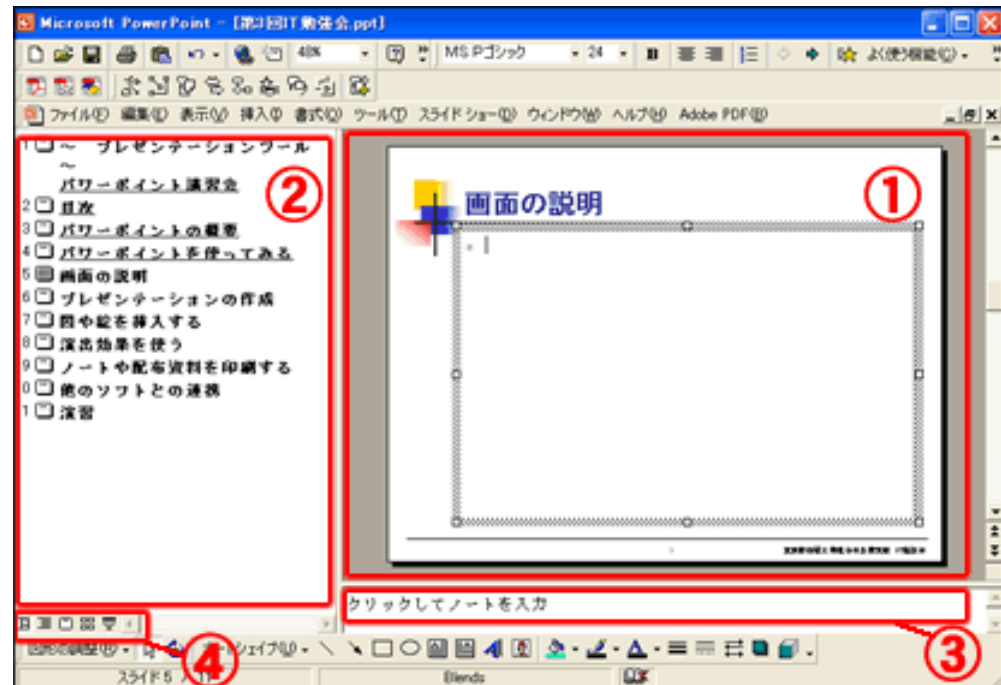 Microsoft PowerPoint - [第3回IT勉強会.ppt]
48% MS Pゴシック 24 B よく使う機能(C)
ファイル(F) 編集(E) 表示(V) 挿入(I) 書式(O) ツール(T) スライド ショー(D) ウィンドウ(W) ヘルプ(H) Adobe PDF(B)
1 ～ プレゼンテーションツール
～
パワーポイント講習会
2 目次
3 パワーポイントの概要
4 パワーポイントを使ってみる
5 画面の説明
6 プレゼンテーションの作成
7 図や絵を挿入する
8 演出効果を使う
9 ノートや配布資料を印刷する
0 他のソフトとの連携
1 演習
②
①
画面の説明
クリックしてノートを入力
③
④
図形の調整(R) オートシェイプ(U)
スライド 5 / 11 Blends